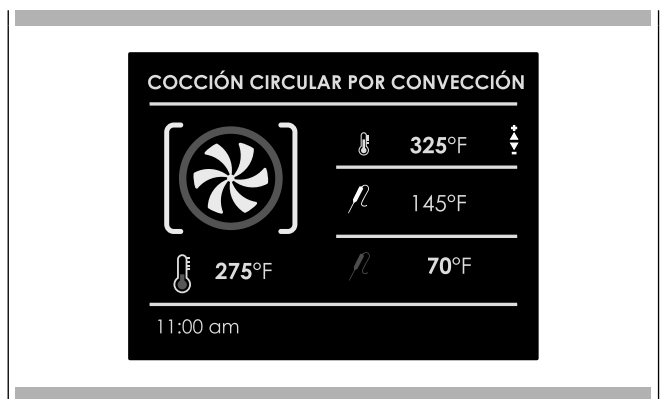 COCCIÓN CIRCULAR POR CONVECCIÓN
325°F
145°F
275°F
70°F
11:00 am